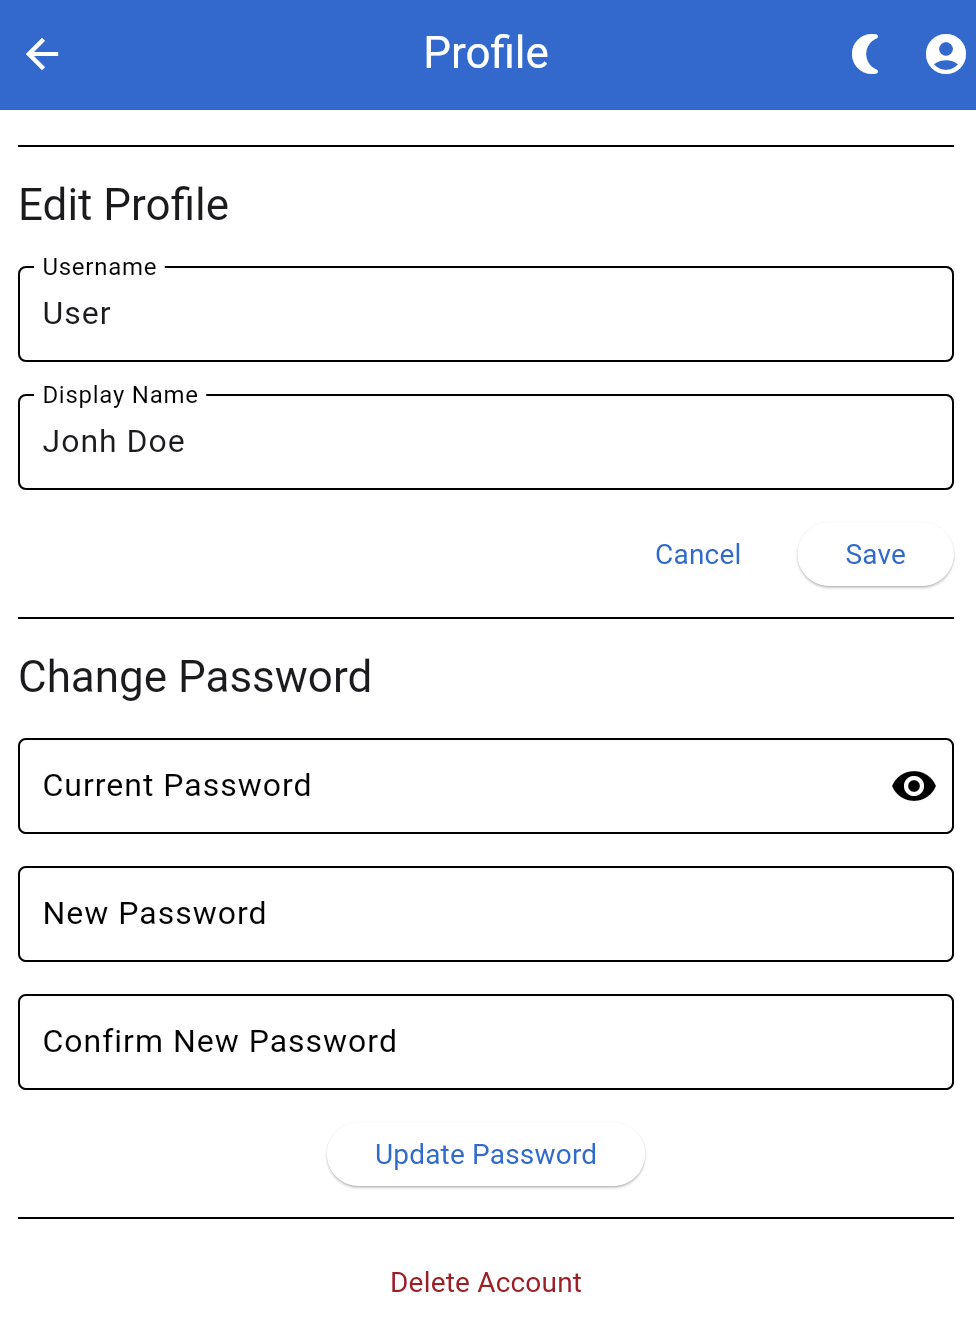 Profile
Edit Profile
Username
User
Display Name
Jonh Doe
Cancel
Save
Change Password
Current Password
New Password
Confirm New Password
Update Password
Delete Account